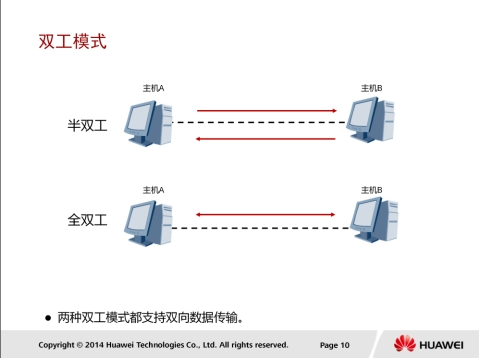 双工模式
主机A
主机B
半双工
主机A
主机B
全双工
● 两种双工模式都支持双向数据传输。
Copyright © 2014 Huawei Technologies Co., Ltd. All rights reserved.
Page 10
HUAWEI